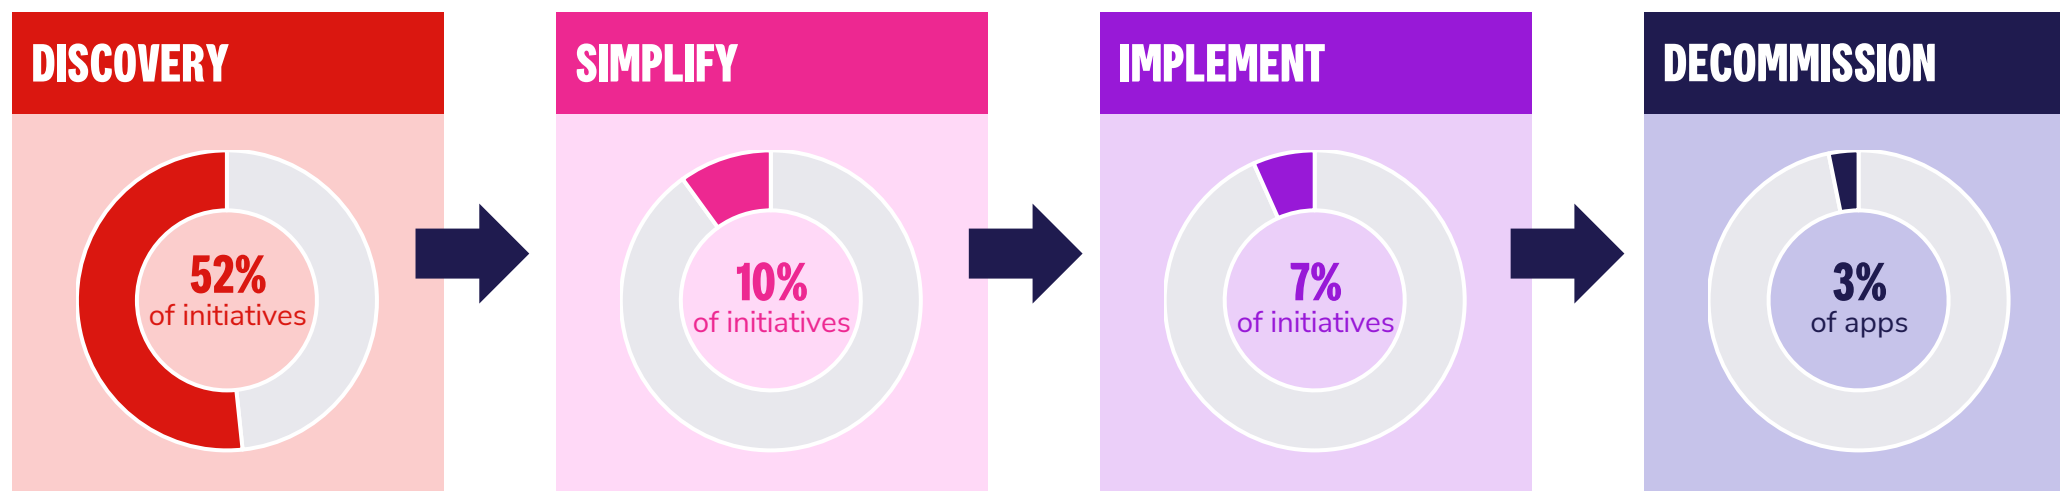 DISCOVERY
52%
of initiatives
SIMPLIFY
10%
of initiatives
IMPLEMENT
7%
of initiatives
DECOMMISSION
3%
of apps